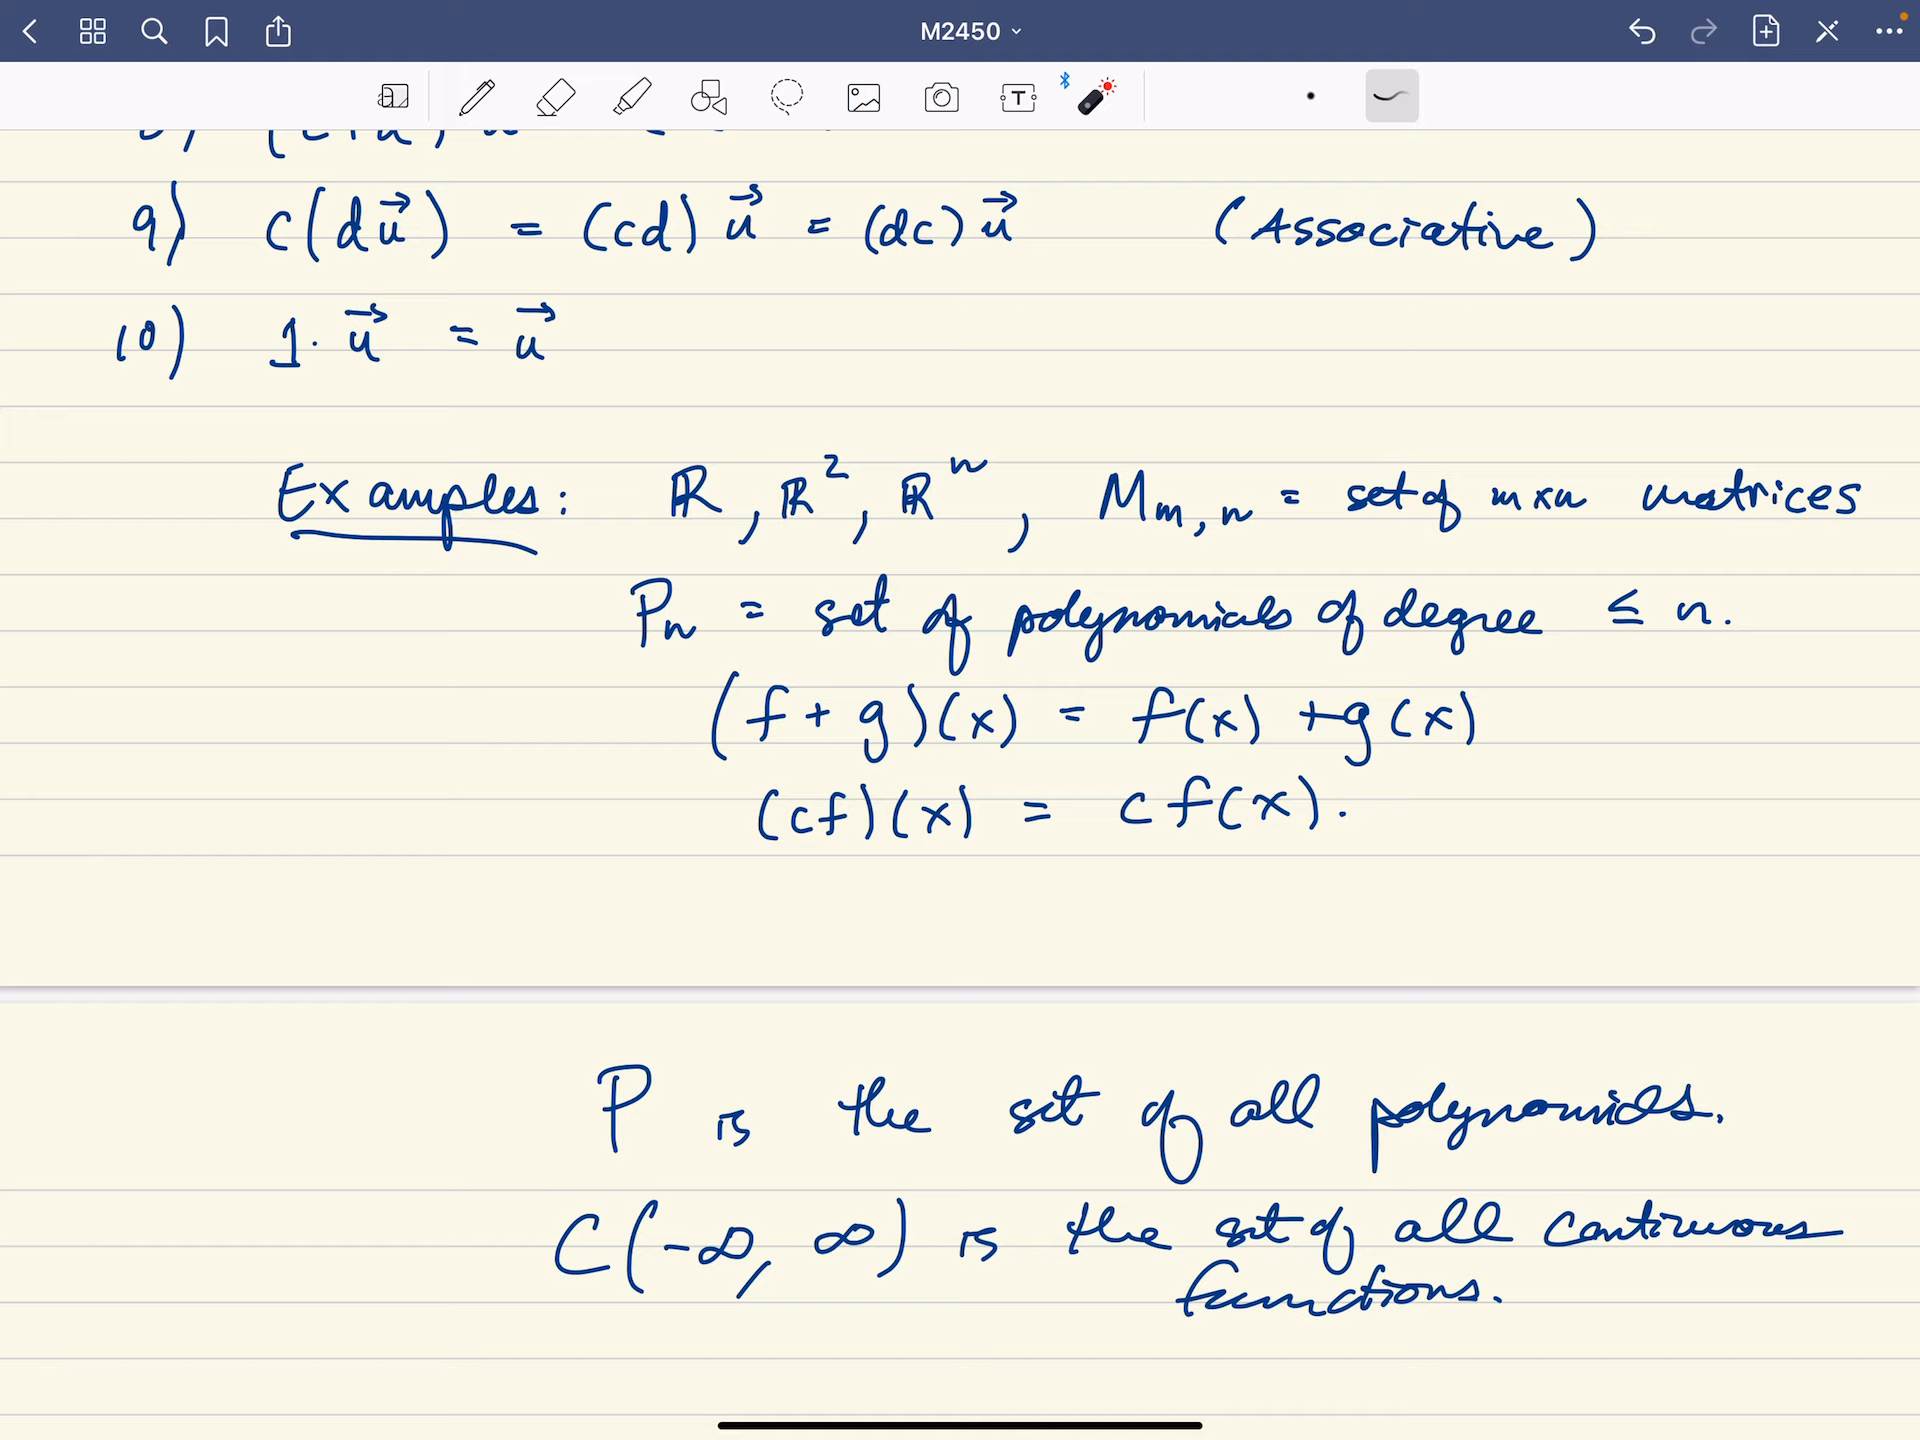 M2450
9) c(du⃗) = (cd) u⃗ = (dc) u⃗ (Associative)
10) 1. u⃗ = u⃗
Examples: ℝ, ℝ², ℝⁿ, Mm,n = set of m×n matrices
Pn = set of polynomials of degree ≤ n.
(f + g)(x) = f(x) + g(x)
(cf)(x) = c f(x).
P is the set of all polynomials.
C(-∞, ∞) is the set of all continuous
functions.